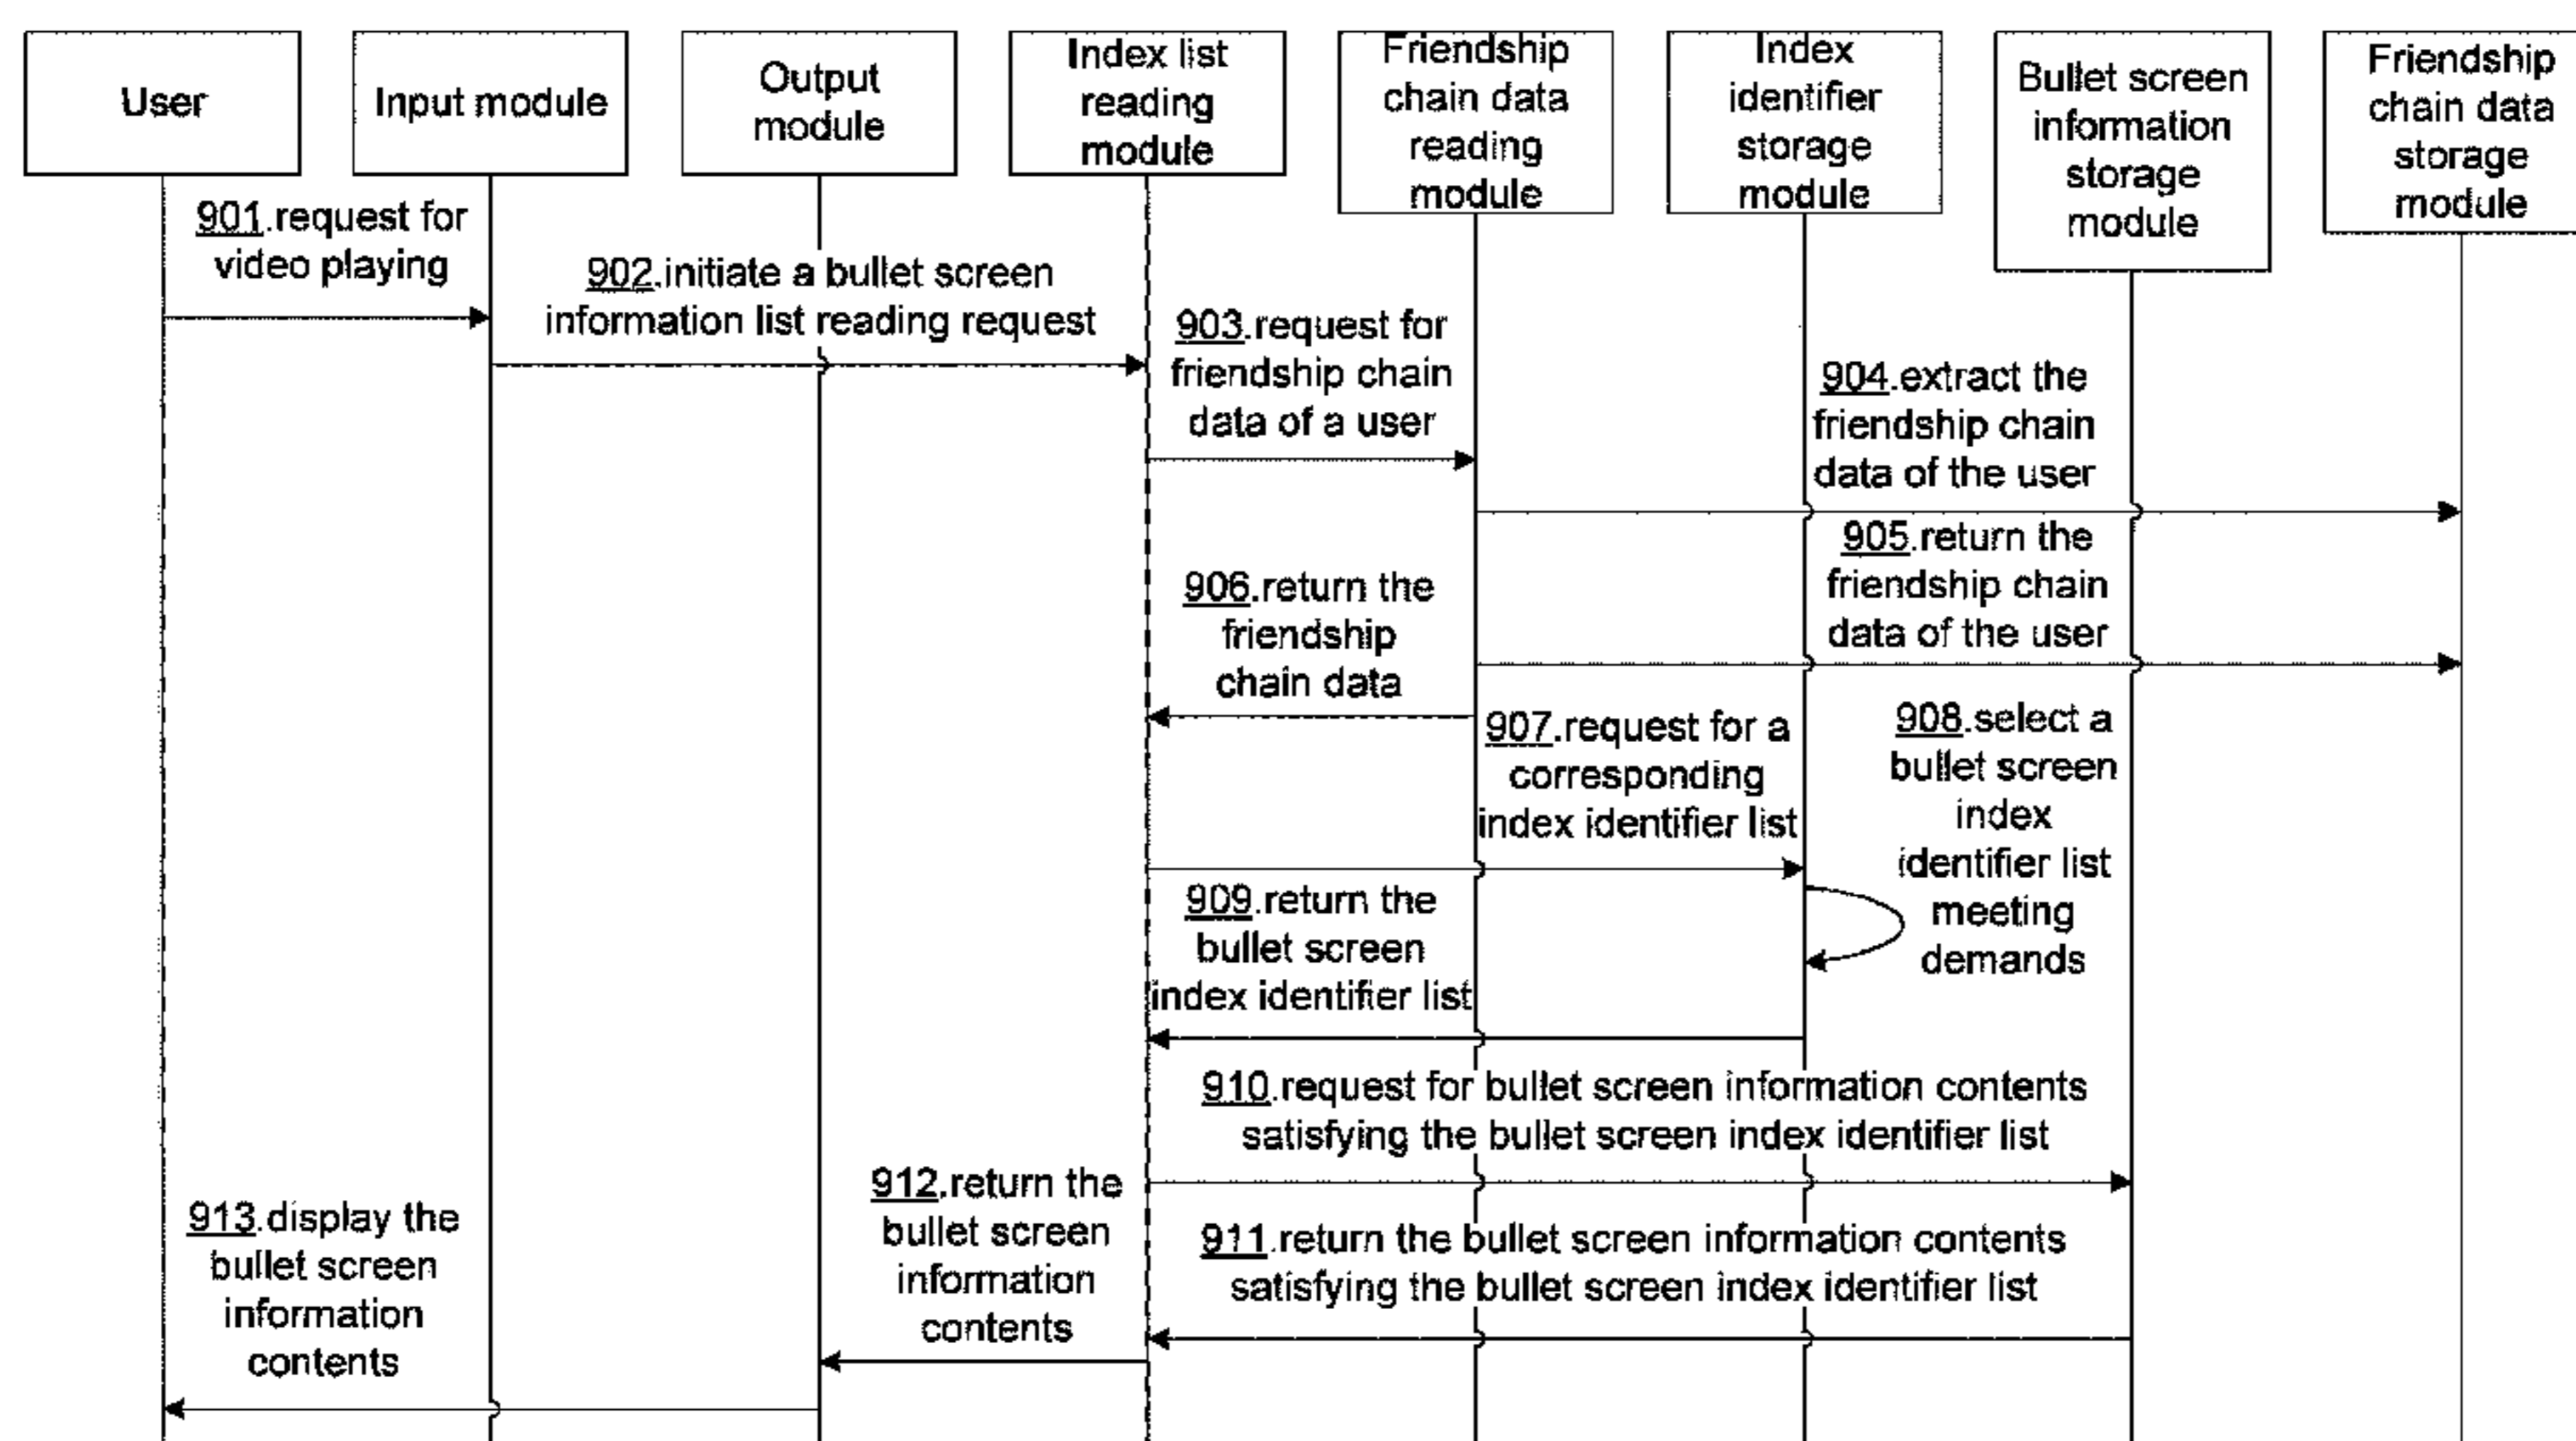 User
Input module
Output
module
Index list
reading
module
Friendship
chain data
reading
module
Index
identifier
storage
module
Bullet screen
information
storage
module
Friendship
chain data
storage
module
901.request for
video playing
902.initiate a bullet screen
information list reading request
903.request for
friendship chain
data of a user
904.extract the
friendship chain
data of the user
905.return the
friendship chain
data of the user
906.return the
friendship
chain data
907.request for a
corresponding
index identifier list
908.select a
bullet screen
index
identifier list
meeting
demands
909.return the
bullet screen
index identifier list
910.request for bullet screen information contents
satisfying the bullet screen index identifier list
911.return the bullet screen information contents
satisfying the bullet screen index identifier list
912.return the
bullet screen
information
contents
913.display the
bullet screen
information
contents